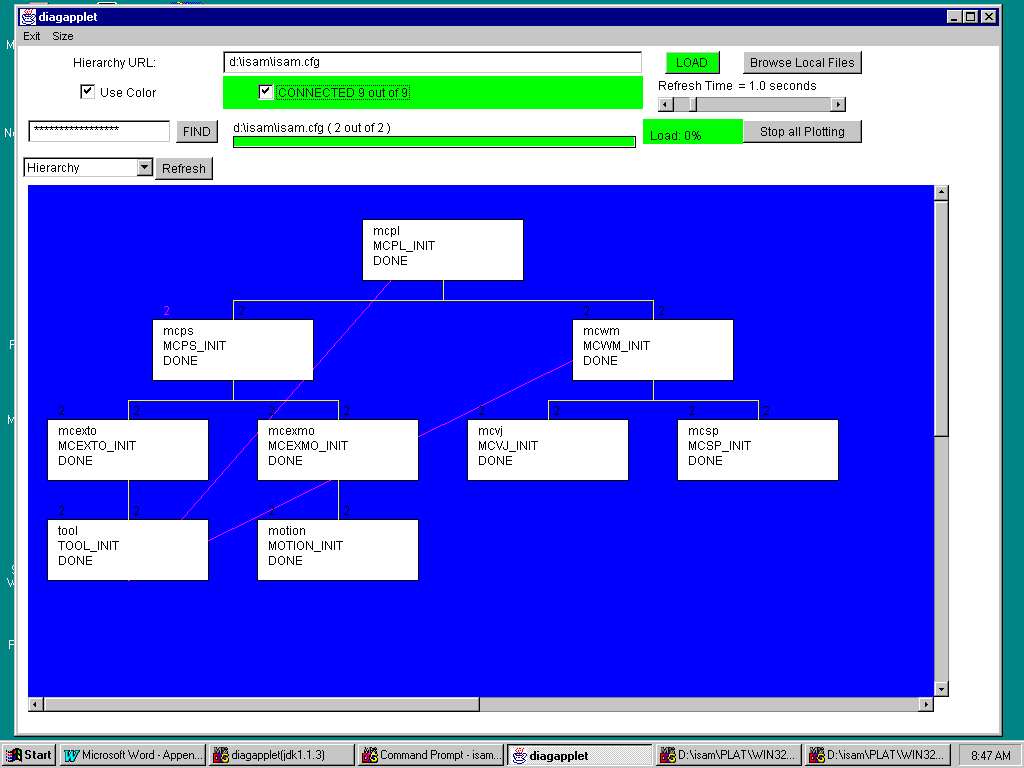 diagapplet
Exit Size
Hierarchy URL:
d:\isam\isam.cfg
LOAD
Browse Local Files
Use Color
CONNECTED 9 out of 9
Refresh Time = 1.0 seconds
*****************
FIND
d:\isam\isam.cfg ( 2 out of 2 )
Load: 0%
Stop all Plotting
Hierarchy
Refresh
mcpl
MCPL_INIT
DONE
2 2 2 2
mcps
MCPS_INIT
DONE
mcwm
MCWM_INIT
DONE
2 2 2 2 2 2 2 2
mcexto
MCEXTO_INIT
DONE
mcexmo
MCEXMO_INIT
DONE
mcvj
MCVJ_INIT
DONE
mcsp
MCSP_INIT
DONE
2 2 2 2
tool
TOOL_INIT
DONE
motion
MOTION_INIT
DONE
Start
Microsoft Word - Appen...
diagapplet(jdk1.1.3)
Command Prompt - isam...
diagapplet
D:\isam\PLAT\WIN32...
D:\isam\PLAT\WIN32...
8:47 AM